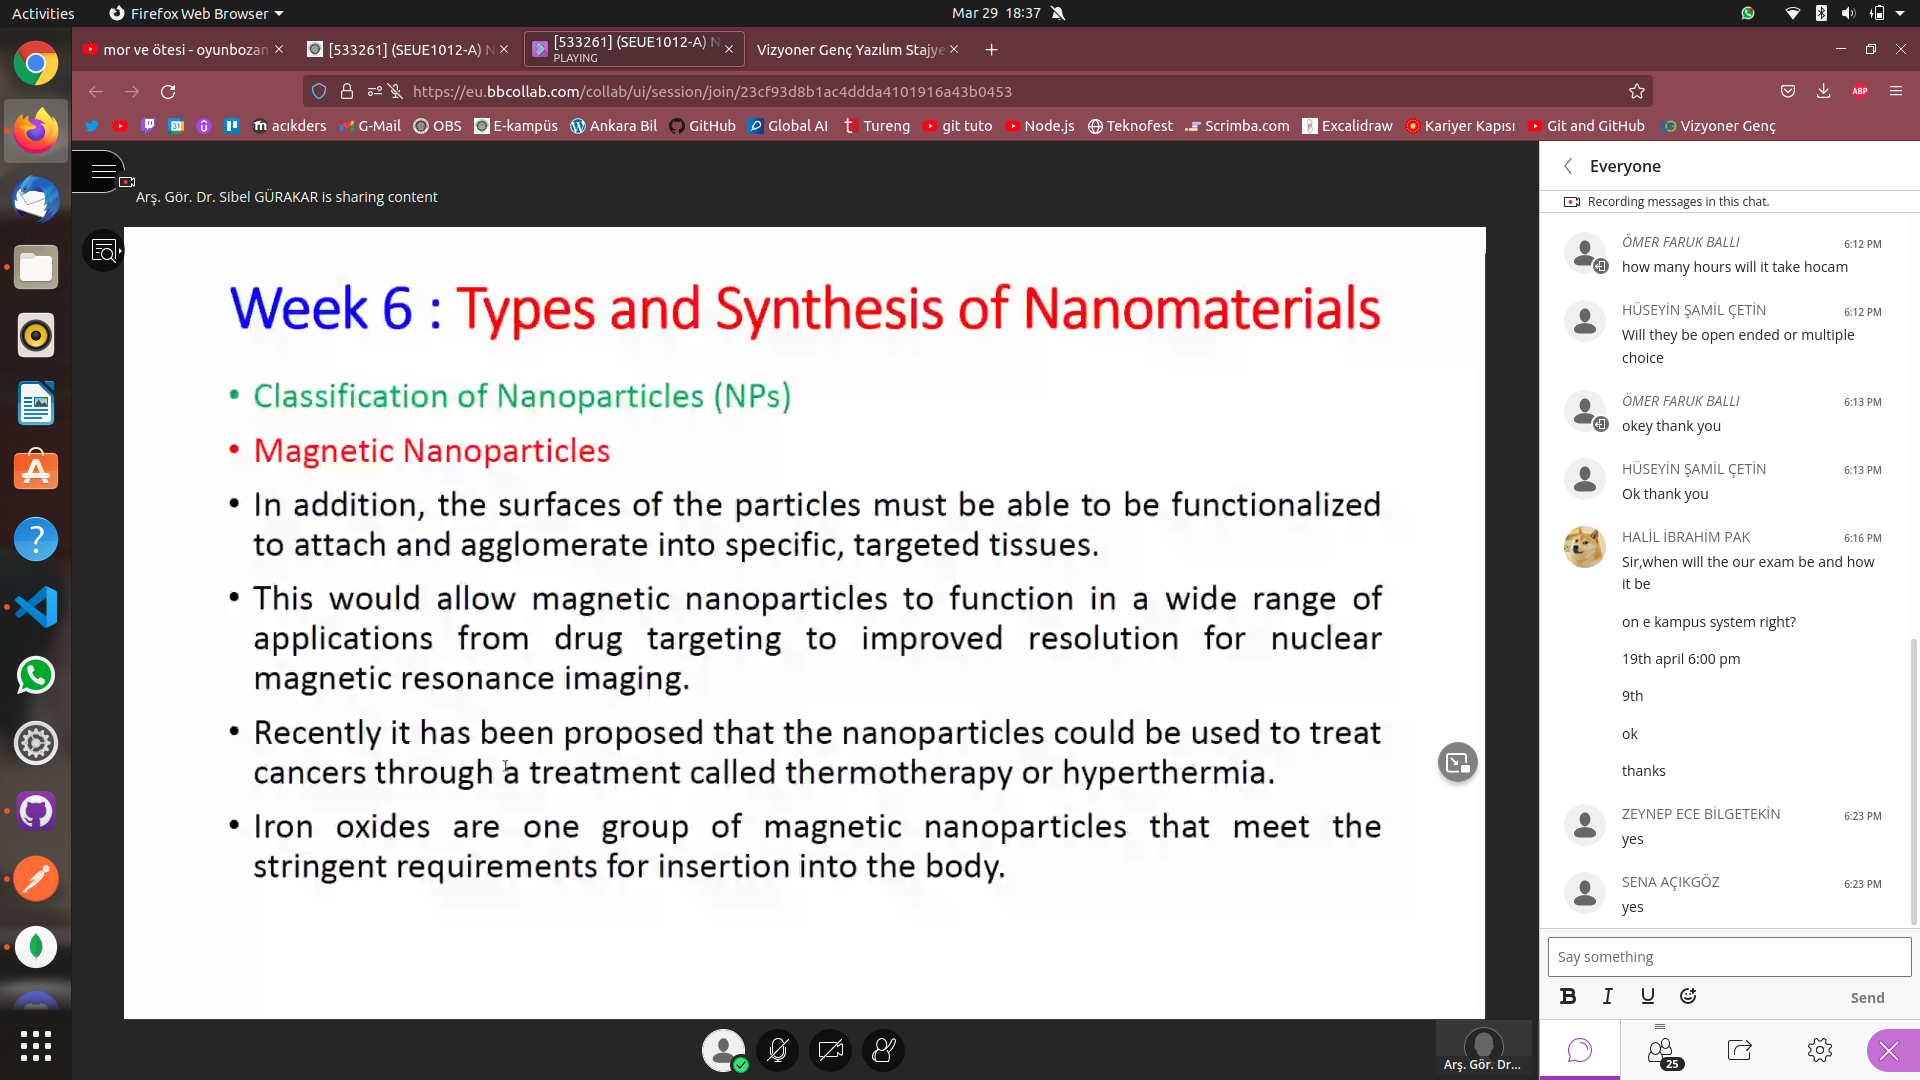 Activities
Firefox Web Browser
Mar 29 18:37
mor ve ötesi - oyunbozan
[533261] (SEUE1012-A) N
[533261] (SEUE1012-A) N
PLAYING
Vizyoner Genç Yazılım Stajye
https://eu.bbcollab.com/collab/ui/session/join/23cf93d8b1ac4ddda4101916a43b0453
ABP
acıkders
G-Mail
OBS
E-kampüs
Ankara Bil
GitHub
Global AI
Tureng
git tuto
Node.js
Teknofest
Scrimba.com
Excalidraw
Kariyer Kapısı
Git and GitHub
Vizyoner Genç
Arş. Gör. Dr. Sibel GÜRAKAR is sharing content
Week 6 : Types and Synthesis of Nanomaterials
• Classification of Nanoparticles (NPs)
• Magnetic Nanoparticles
• In addition, the surfaces of the particles must be able to be functionalized
to attach and agglomerate into specific, targeted tissues.
• This would allow magnetic nanoparticles to function in a wide range of
applications from drug targeting to improved resolution for nuclear
magnetic resonance imaging.
• Recently it has been proposed that the nanoparticles could be used to treat
cancers through a treatment called thermotherapy or hyperthermia.
• Iron oxides are one group of magnetic nanoparticles that meet the
stringent requirements for insertion into the body.
Arş. Gör. Dr...
Everyone
Recording messages in this chat.
ÖMER FARUK BALLI 6:12 PM
how many hours will it take hocam
HÜSEYİN ŞAMİL ÇETİN 6:12 PM
Will they be open ended or multiple
choice
ÖMER FARUK BALLI 6:13 PM
okey thank you
HÜSEYİN ŞAMİL ÇETİN 6:13 PM
Ok thank you
HALİL İBRAHİM PAK 6:16 PM
Sir,when will the our exam be and how
it be
on e kampus system right?
19th april 6:00 pm
9th
ok
thanks
ZEYNEP ECE BİLGETEKİN 6:23 PM
yes
SENA AÇIKGÖZ 6:23 PM
yes
Say something
B I U
Send
25